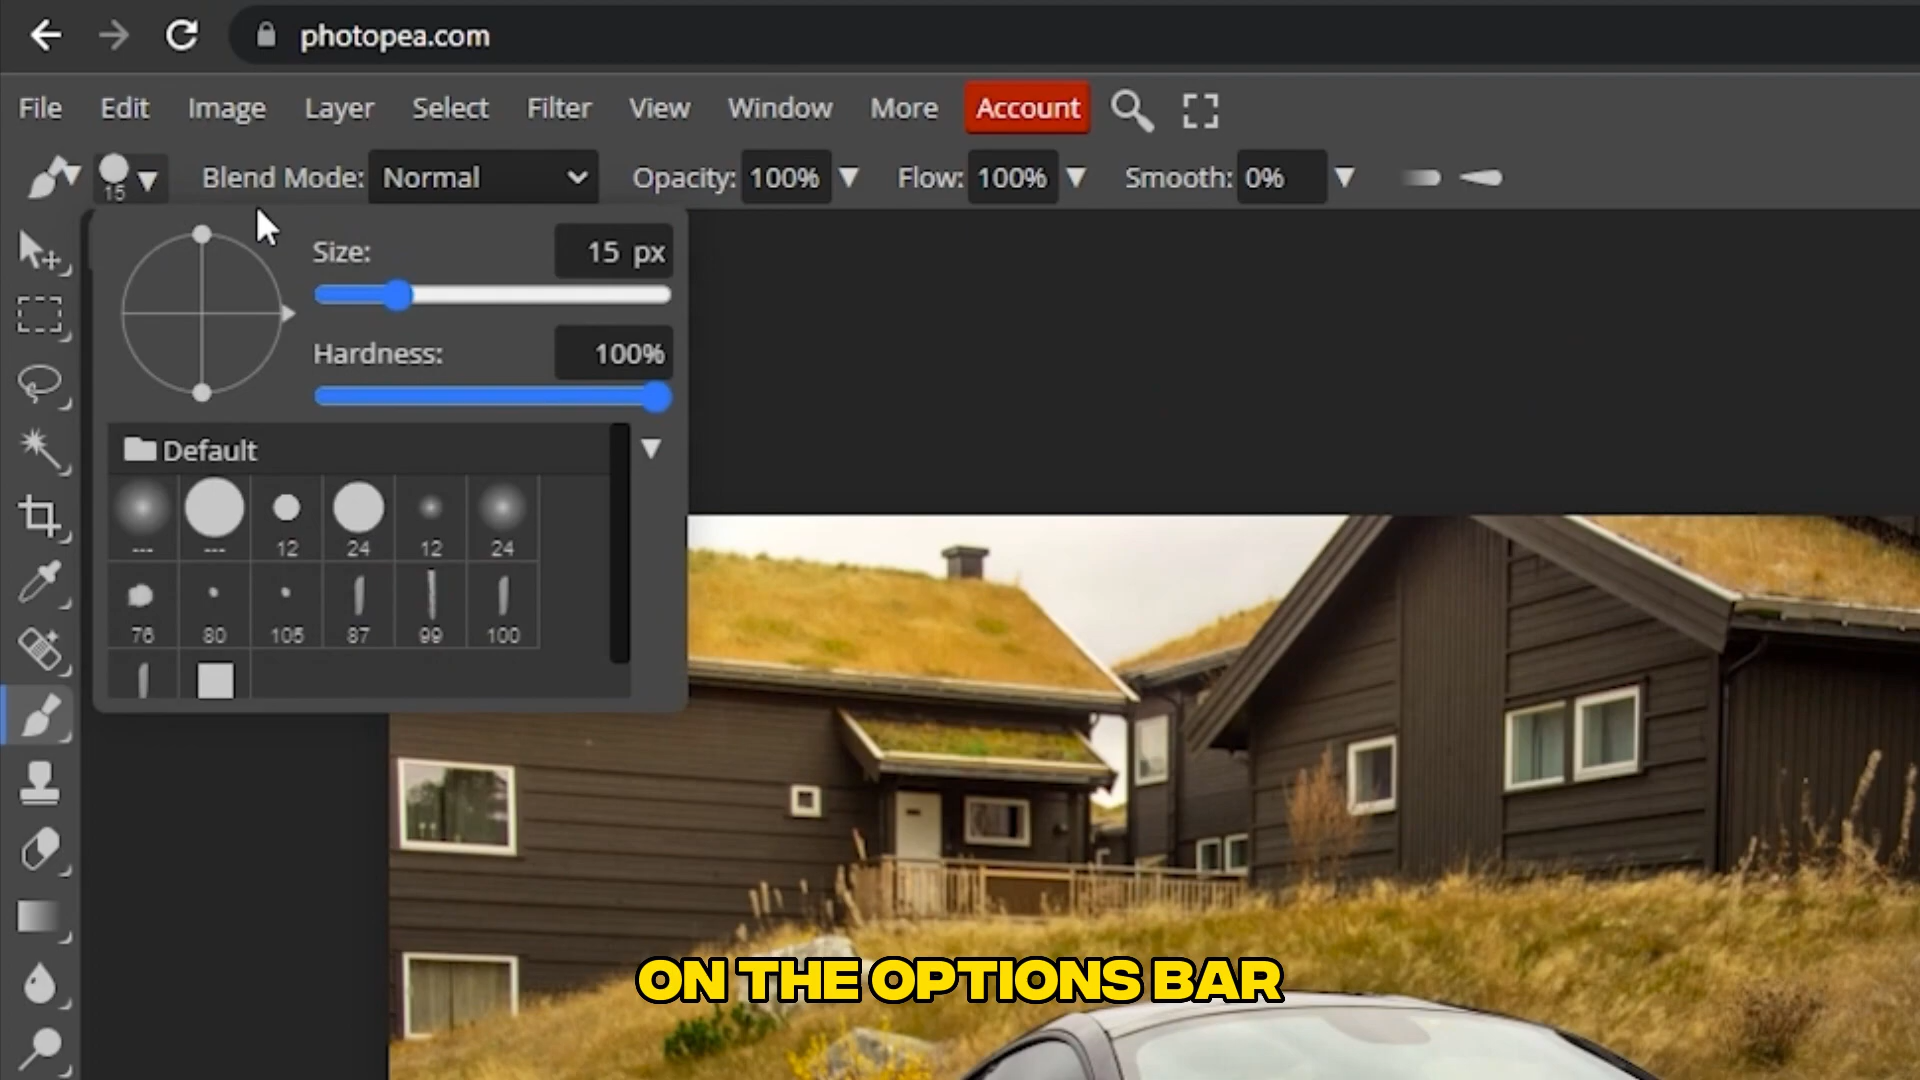 photopea.com
File Edit Image Layer Select Filter View Window More Account
15 Blend Mode: Normal Opacity: 100% Flow: 100% Smooth: 0%
Size: 15 px
Hardness: 100%
Default
--- --- 12 24 12 24
76 80 105 87 99 100
ON THE OPTIONS BAR